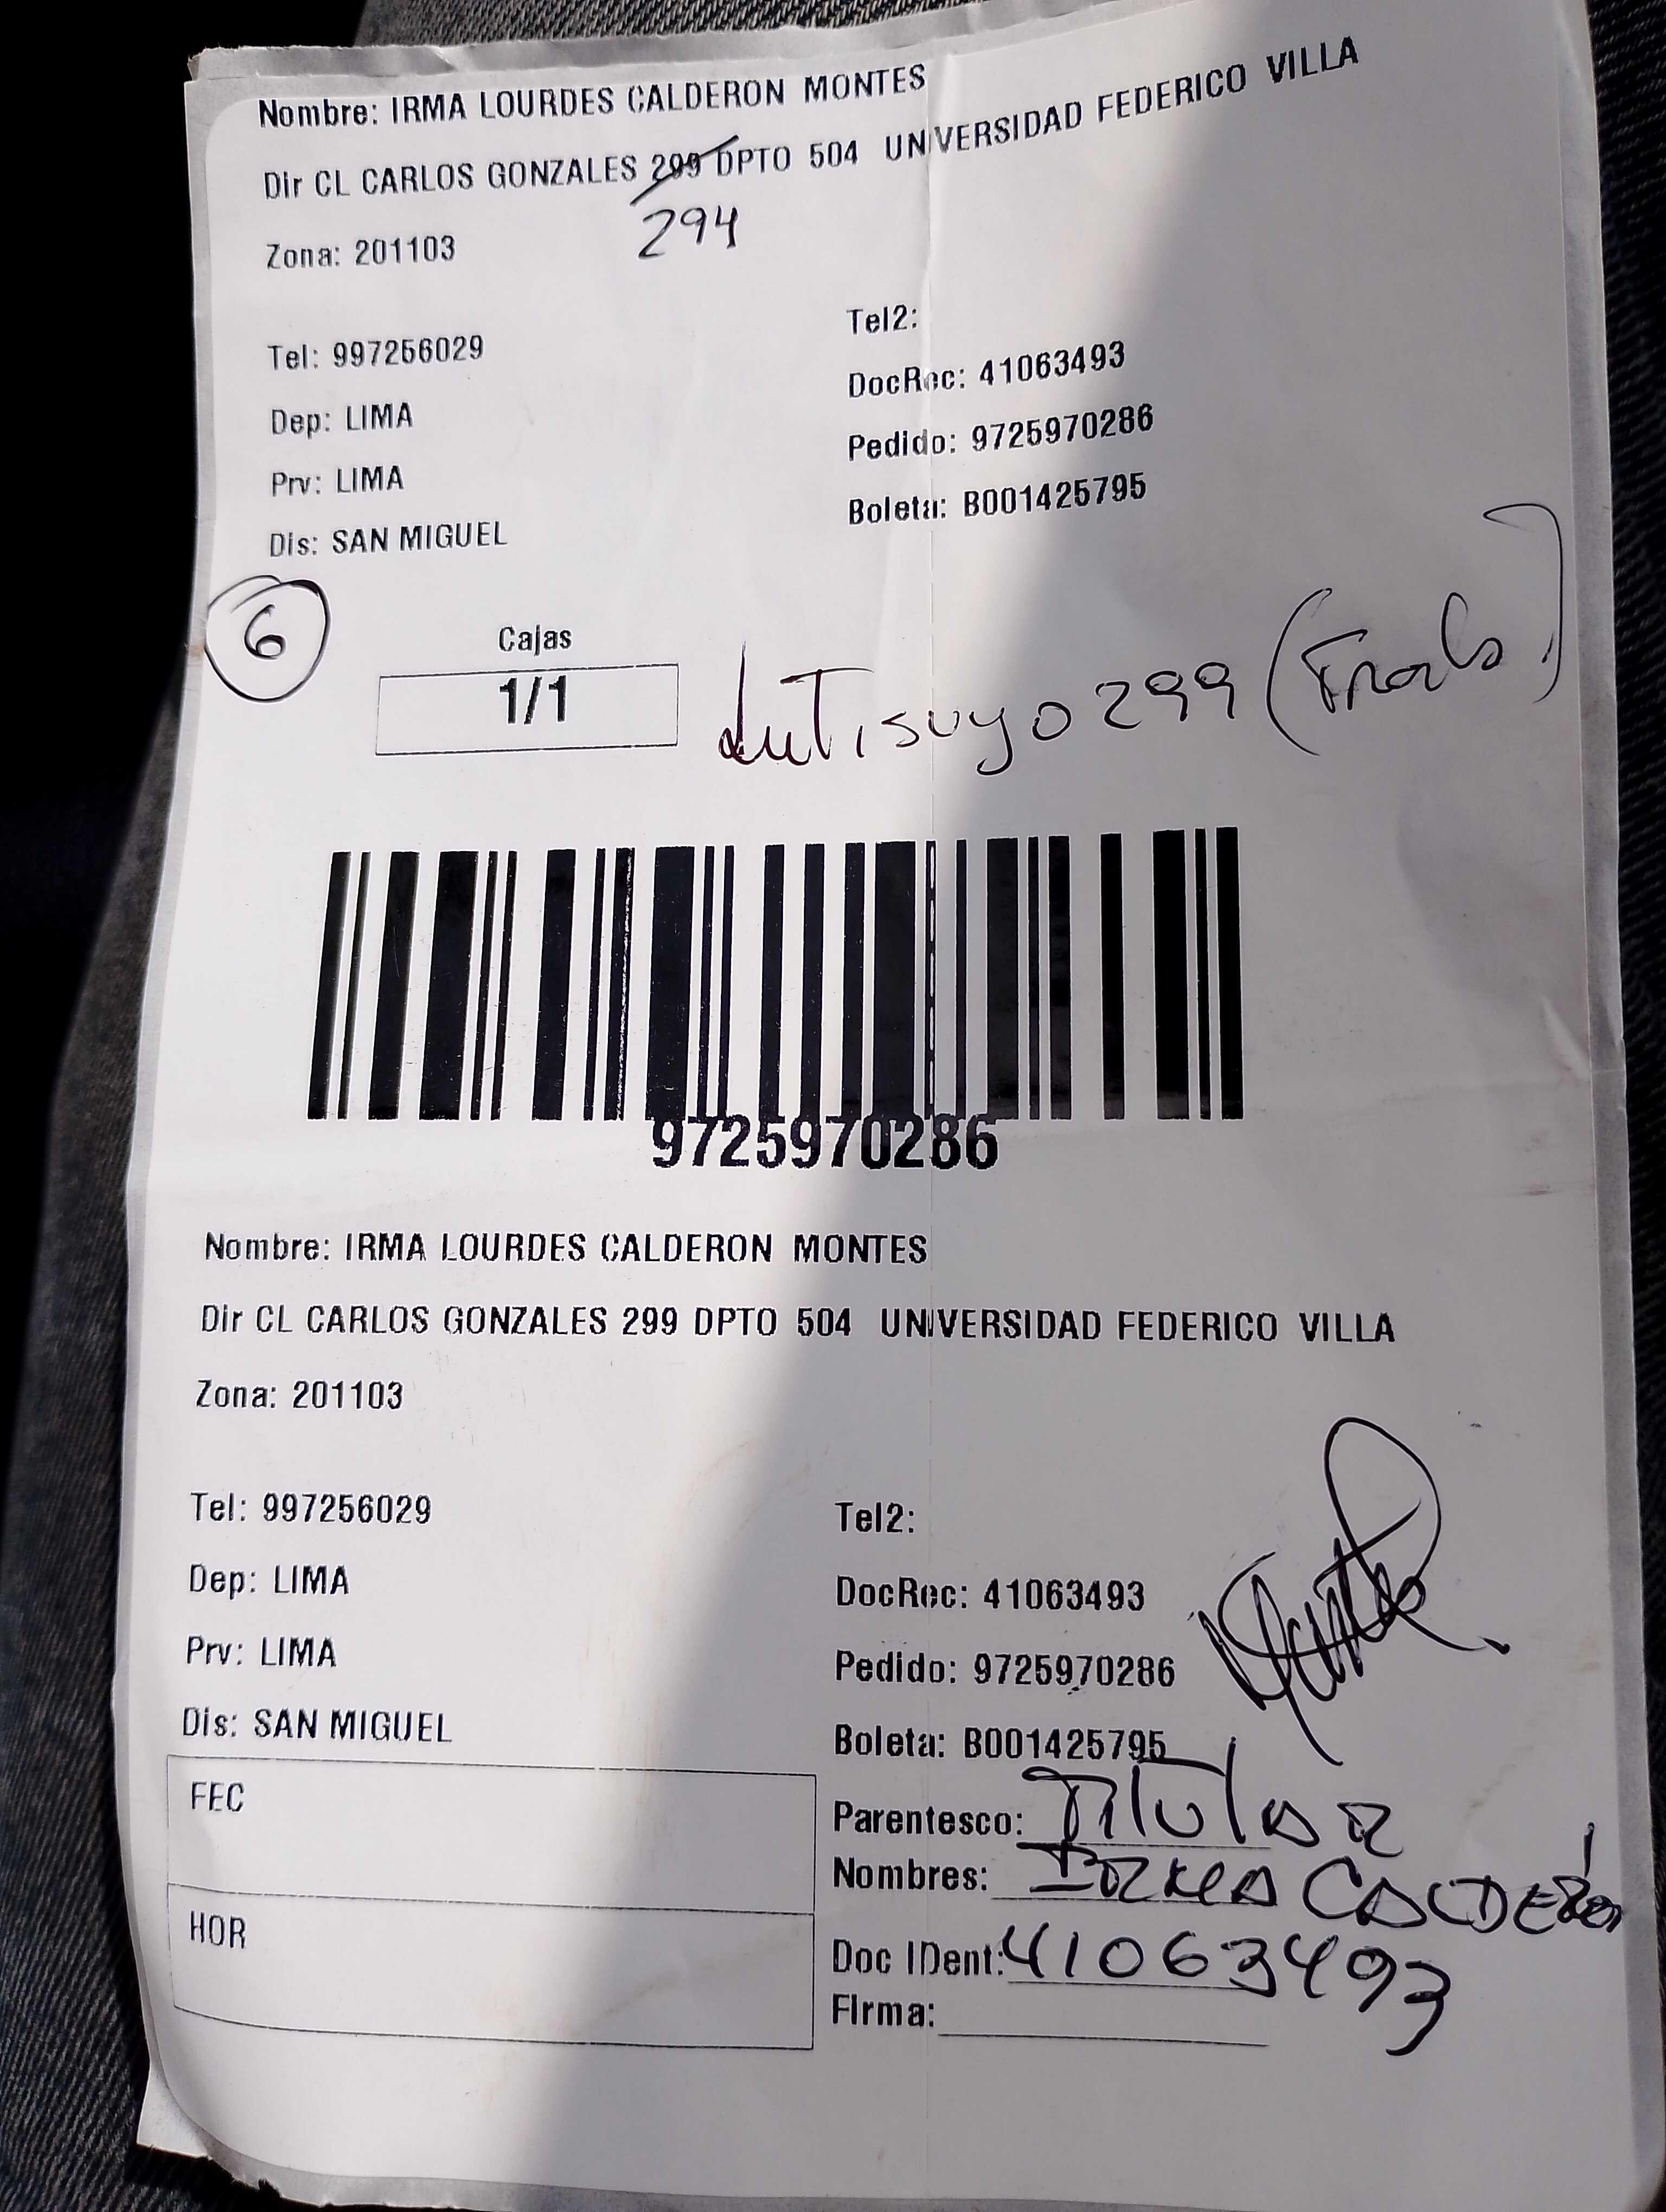 Nombre: IRMA LOURDES CALDERON MONTES
Dir CL CARLOS GONZALES 299 DPTO 504 UNIVERSIDAD FEDERICO VILLA
294
Zona: 201103
Tel: 997256029
Tel2:
DocRec: 41063493
Dep: LIMA
Pedido: 9725970286
Prv: LIMA
Boleta: B001425795
Dis: SAN MIGUEL
6
Cajas
1/1
299
9725970286
Nombre: IRMA LOURDES CALDERON MONTES
Dir CL CARLOS GONZALES 299 DPTO 504 UNIVERSIDAD FEDERICO VILLA
Zona: 201103
Tel: 997256029
Tel2:
Dep: LIMA
DocRec: 41063493
Prv: LIMA
Pedido: 9725970286
Dis: SAN MIGUEL
Boleta: B001425795
FEC
Parentesco: TITULAR
Nombres: IRMA CALDERÓN
HOR
Doc IDent: 41063493
Firma: